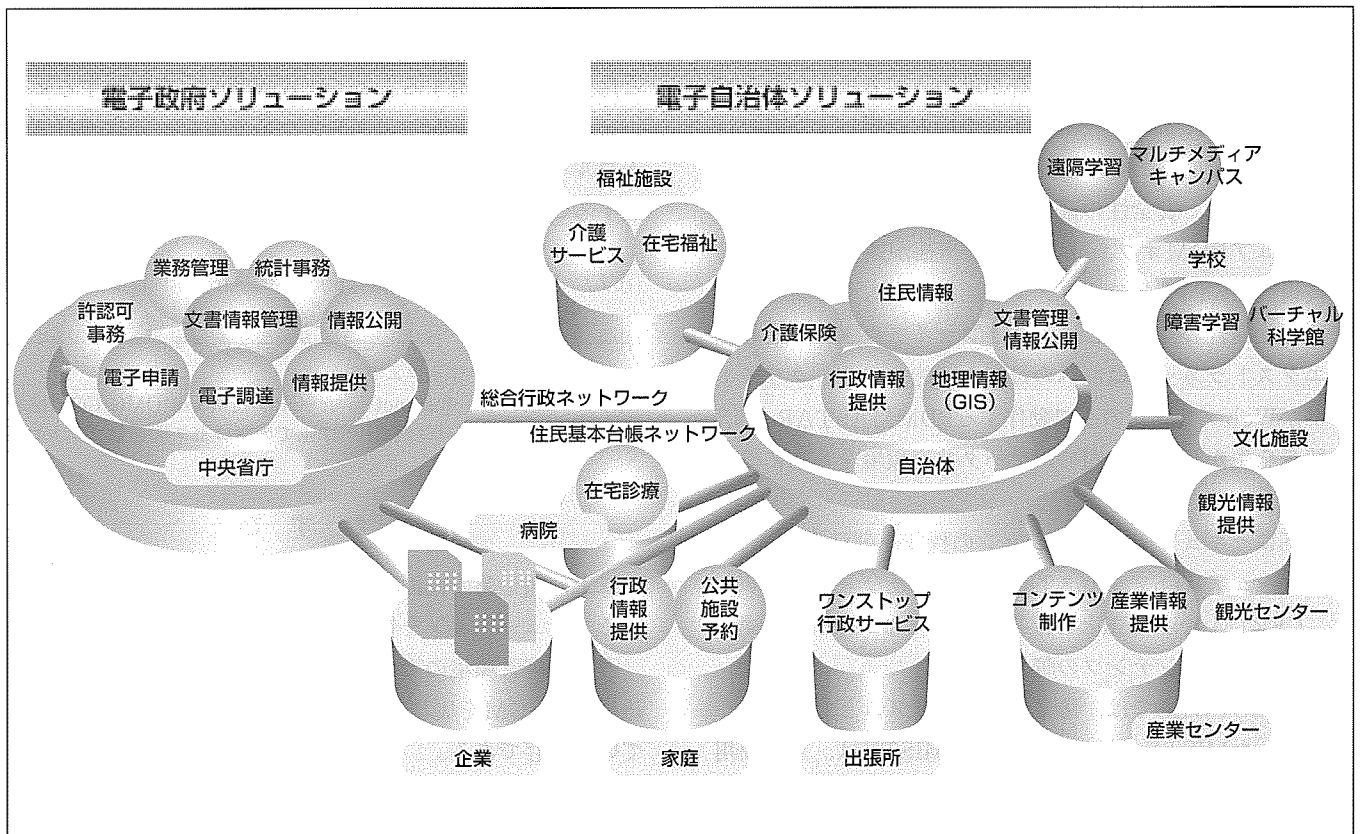 電子政府ソリューション
電子自治体ソリューション
業務管理
統計事務
許認可
事務
文書情報管理
情報公開
電子申請
電子調達
情報提供
中央省庁
総合行政ネットワーク
住民基本台帳ネットワーク
福祉施設
介護
サービス
在宅福祉
住民情報
介護保険
文書管理・
情報公開
行政情報
提供
地理情報
(GIS)
自治体
遠隔学習
マルチメディア
キャンパス
学校
障害学習
バーチャル
科学館
文化施設
観光情報
提供
観光センター
在宅診療
病院
企業
行政
情報
提供
公共
施設
予約
家庭
ワンストップ
行政サービス
出張所
コンテンツ
制作
産業情報
提供
産業センター